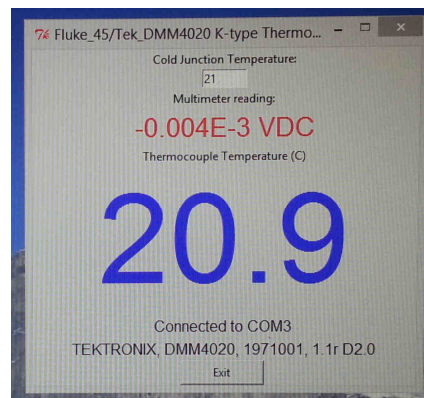 Fluke_45/Tek_DMM4020 K-type Thermo...
Cold Junction Temperature:
21
Multimeter reading:
-0.004E-3 VDC
Thermocouple Temperature (C)
20.9
Connected to COM3
TEKTRONIX, DMM4020, 1971001, 1.1r D2.0
Exit